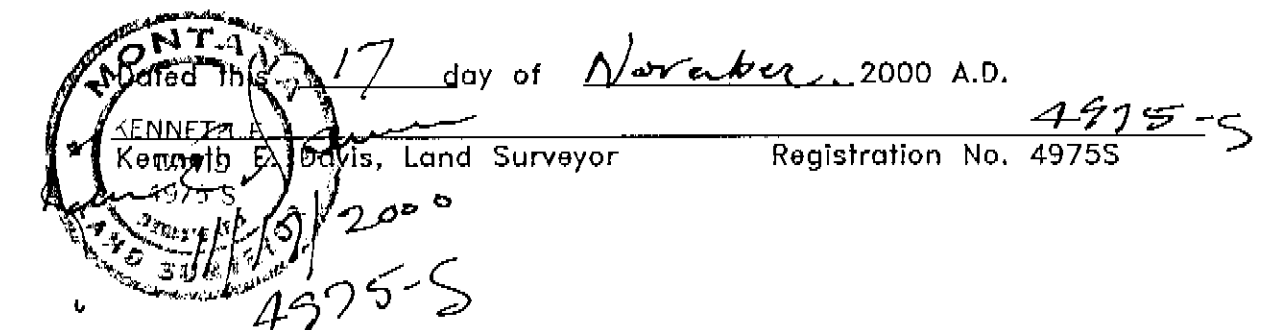 MONTANA
Dated this 17 day of November, 2000 A.D.
4975-S
KENNETH E.
Kenneth E. Davis, Land Surveyor Registration No. 4975S
4975 S
2000
4975-S